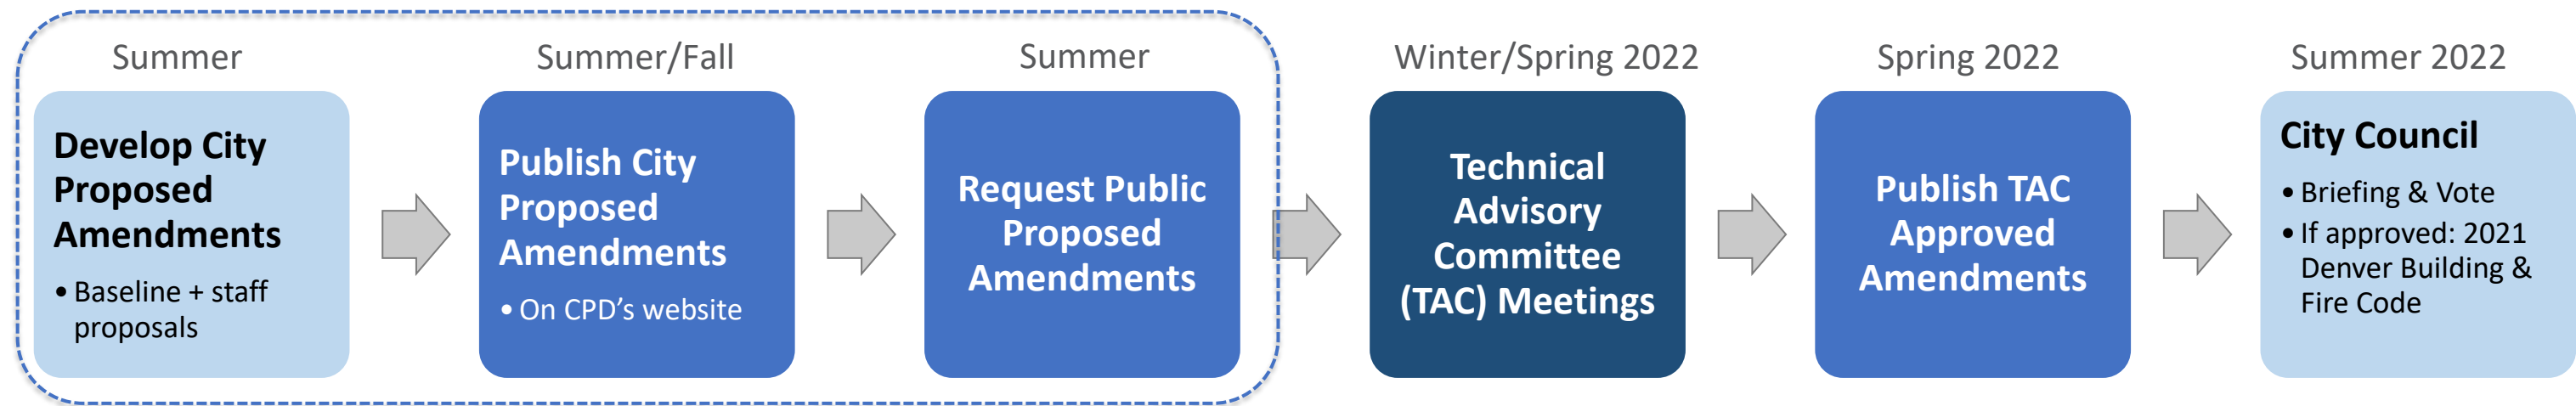 Summer
Develop City
Proposed
Amendments
• Baseline + staff
proposals
Summer/Fall
Publish City
Proposed
Amendments
• On CPD’s website
Summer
Request Public
Proposed
Amendments
Winter/Spring 2022
Technical
Advisory
Committee
(TAC) Meetings
Spring 2022
Publish TAC
Approved
Amendments
Summer 2022
City Council
• Briefing & Vote
• If approved: 2021
Denver Building &
Fire Code